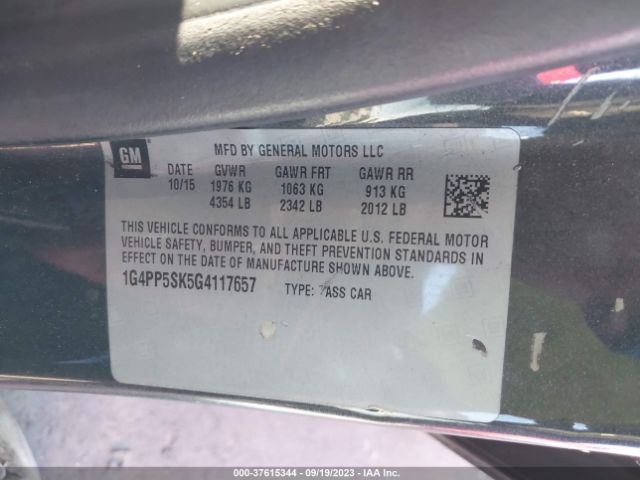 GM
MFD BY GENERAL MOTORS LLC
DATE GVWR GAWR FRT GAWR RR
10/15 1976 KG 1063 KG 913 KG
4354 LB 2342 LB 2012 LB
THIS VEHICLE CONFORMS TO ALL APPLICABLE U.S. FEDERAL MOTOR
VEHICLE SAFETY, BUMPER, AND THEFT PREVENTION STANDARDS IN
EFFECT ON THE DATE OF MANUFACTURE SHOWN ABOVE.
1G4PP5SK5G4117657 TYPE: PASS CAR
00-37615344 - 09/19/2023 - IAA Inc.